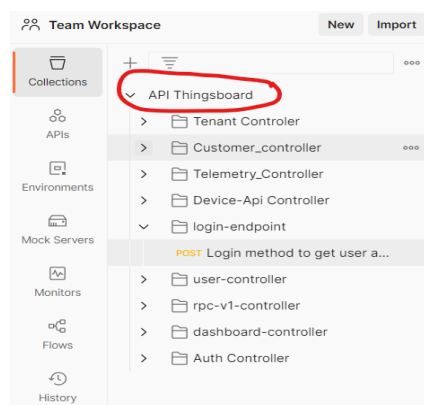 Team Workspace New Import
Collections
APIs
Environments
Mock Servers
Monitors
Flows
History
API Thingsboard
Tenant Controler
Customer_controller
Telemetry_Controller
Device-Api Controller
login-endpoint
POST Login method to get user a...
user-controller
rpc-v1-controller
dashboard-controller
Auth Controller